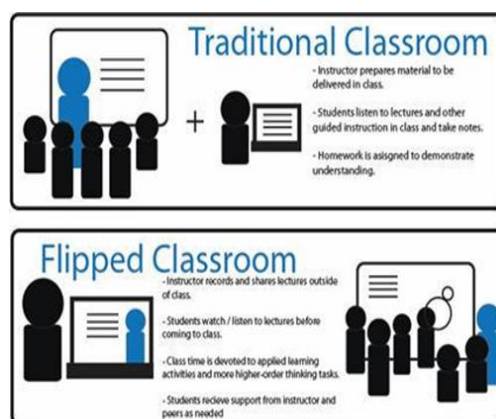 Traditional Classroom
- Instructor prepares material to be
delivered in class.
- Students listen to lectures and other
guided instruction in class and take notes.
- Homework is asigned to demonstrate
understanding.
+
Flipped Classroom
- Instructor records and shares lectures outside
of class.
- Students watch / listen to lectures before
coming to class.
- Class time is devoted to applied learning
activities and more higher-order thinking tasks.
- Students recieve support from instructor and
peers as needed